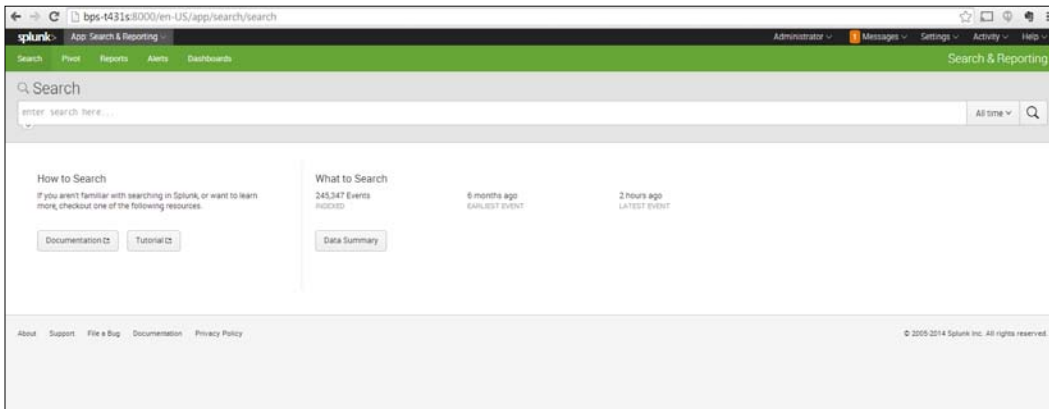 bps-t431s:8000/en-US/app/search/search
splunk> App: Search & Reporting Administrator 1 Messages Settings Activity Help
Search Pivot Reports Alerts Dashboards Search & Reporting
Search
enter search here... All time
How to Search
If you aren't familiar with searching in Splunk, or want to learn
more, checkout one of the following resources.
Documentation Tutorial
What to Search
245,347 Events 6 months ago 2 hours ago
INDEXED EARLIEST EVENT LATEST EVENT
Data Summary
About Support File a Bug Documentation Privacy Policy © 2005-2014 Splunk Inc. All rights reserved.